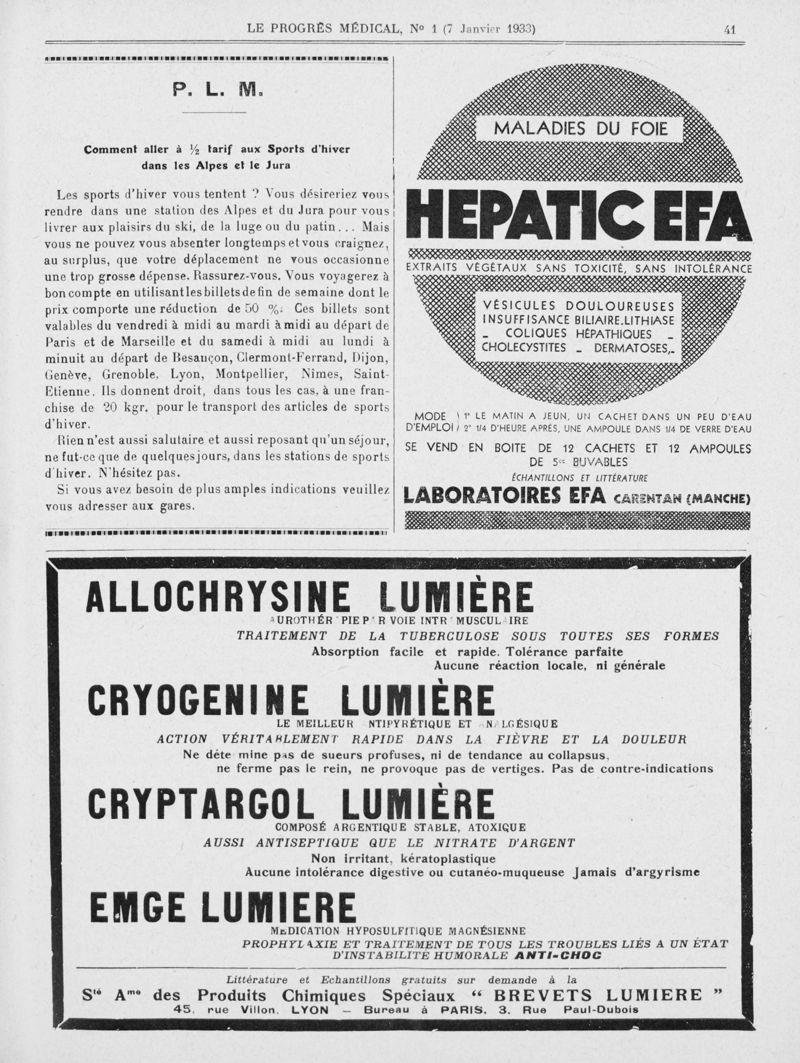 LE PROGRÈS MÉDICAL, No 1 (7 Janvier 1933)
41
P. L. M.
Comment aller à ½ tarif aux Sports d'hiver
dans les Alpes et le Jura
Les sports d'hiver vous tentent ? Vous désireriez vous
rendre dans une station des Alpes et du Jura pour vous
livrer aux plaisirs du ski, de la luge ou du patin... Mais
vous ne pouvez vous absenter longtemps et vous craignez,
au surplus, que votre déplacement ne vous occasionne
une trop grosse dépense. Rassurez-vous. Vous voyagerez à
bon compte en utilisant les billets de fin de semaine dont le
prix comporte une réduction de 50 %. Ces billets sont
valables du vendredi à midi au mardi à midi au départ de
Paris et de Marseille et du samedi à midi au lundi à
minuit au départ de Besançon, Clermont-Ferrand, Dijon,
Genève, Grenoble, Lyon, Montpellier, Nîmes, Saint-
Etienne. Ils donnent droit, dans tous les cas, à une fran-
chise de 20 kgr. pour le transport des articles de sports
d'hiver.
Rien n'est aussi salutaire et aussi reposant qu'un séjour,
ne fut-ce que de quelques jours, dans les stations de sports
d'hiver. N'hésitez pas.
Si vous avez besoin de plus amples indications veuillez
vous adresser aux gares.
MALADIES DU FOIE
HEPATIC EFA
EXTRAITS VÉGÉTAUX SANS TOXICITÉ, SANS INTOLÉRANCE
VÉSICULES DOULOUREUSES
INSUFFISANCE BILIAIRE.LITHIASE
_ COLIQUES HÉPATHIQUES _
CHOLECYSTITES _ DERMATOSES,_
MODE \ 1° LE MATIN A JEUN, UN CACHET DANS UN PEU D'EAU
D'EMPLOI / 2° 1/4 D'HEURE APRÉS, UNE AMPOULE DANS 1/4 DE VERRE D'EAU
SE VEND EN BOITE DE 12 CACHETS ET 12 AMPOULES
DE 5cc BUVABLES
ÉCHANTILLONS ET LITTÉRATURE
LABORATOIRES EFA CARENTAN (MANCHE)
ALLOCHRYSINE LUMIÈRE
AUROTHÉR PIE P R VOIE INTR MUSCUL IRE
TRAITEMENT DE LA TUBERCULOSE SOUS TOUTES SES FORMES
Absorption facile et rapide. Tolérance parfaite
Aucune réaction locale, ni générale
CRYOGENINE LUMIÈRE
LE MEILLEUR NTIPYRÉTIQUE ET N LGÉSIQUE
ACTION VÉRITABLEMENT RAPIDE DANS LA FIÈVRE ET LA DOULEUR
Ne déte mine pas de sueurs profuses, ni de tendance au collapsus,
ne ferme pas le rein, ne provoque pas de vertiges. Pas de contre-indications
CRYPTARGOL LUMIÈRE
COMPOSÉ ARGENTIQUE STABLE, ATOXIQUE
AUSSI ANTISEPTIQUE QUE LE NITRATE D'ARGENT
Non irritant, kératoplastique
Aucune intolérance digestive ou cutanéo-muqueuse Jamais d'argyrisme
EMGE LUMIERE
MEDICATION HYPOSULFITIQUE MAGNÉSIENNE
PROPHYLAXIE ET TRAITEMENT DE TOUS LES TROUBLES LIÉS A UN ÉTAT
D'INSTABILITE HUMORALE ANTI-CHOC
Littérature et Echantillons gratuits sur demande à la
Sté Ame des Produits Chimiques Spéciaux “ BREVETS LUMIERE ”
45, rue Villon, LYON — Bureau à PARIS, 3, Rue Paul-Dubois